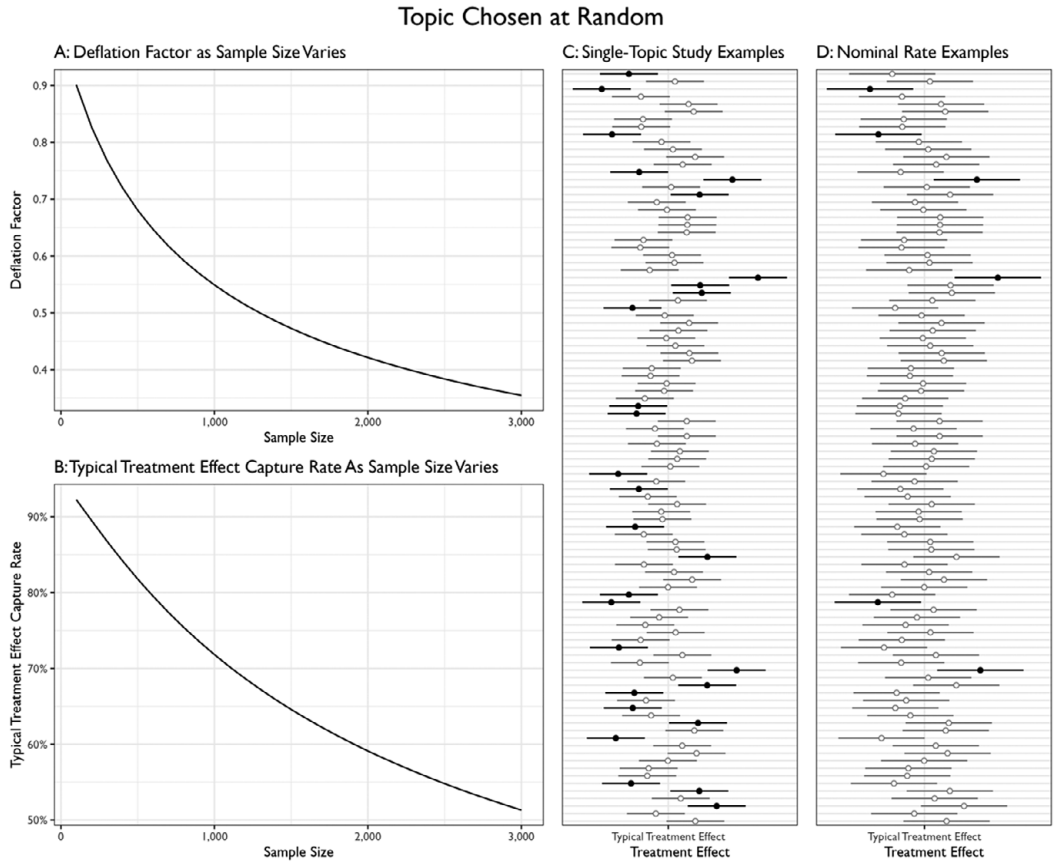 Topic Chosen at Random
A: Deflation Factor as Sample Size Varies
Deflation Factor
0.9
0.8
0.7
0.6
0.5
0.4
0
1,000
2,000
3,000
Sample Size
B: Typical Treatment Effect Capture Rate As Sample Size Varies
Typical Treatment Effect Capture Rate
90%
80%
70%
60%
50%
0
1,000
3,02,000
3,000
Sample Size
C: Single-Topic Study Examples
Typical Treatment Effect
Treatment Effect
D: Nominal Rate Examples
Typical Treatment Effect
Treatment Effect